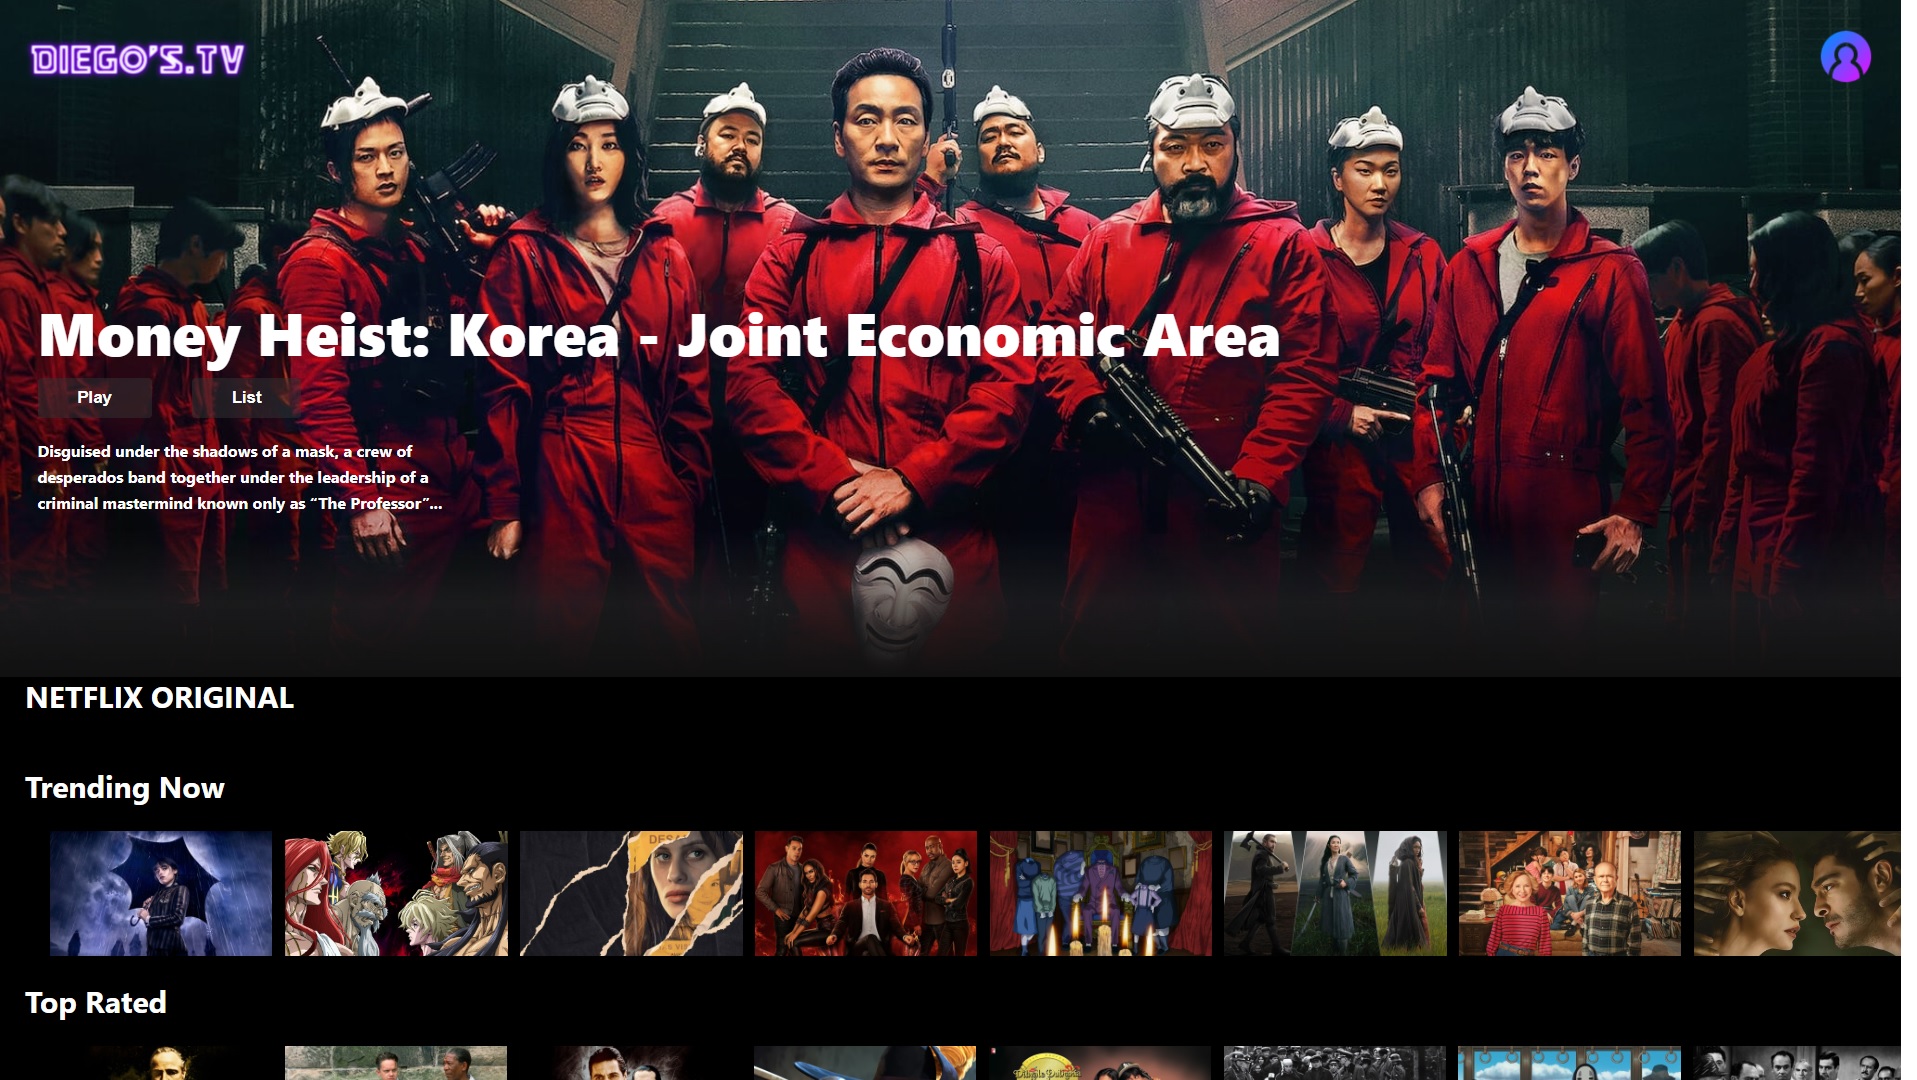 DIEGO'S.TV
Money Heist: Korea - Joint Economic Area
Play
List
Disguised under the shadows of a mask, a crew of
desperados band together under the leadership of a
criminal mastermind known only as “The Professor”...
NETFLIX ORIGINAL
Trending Now
Top Rated